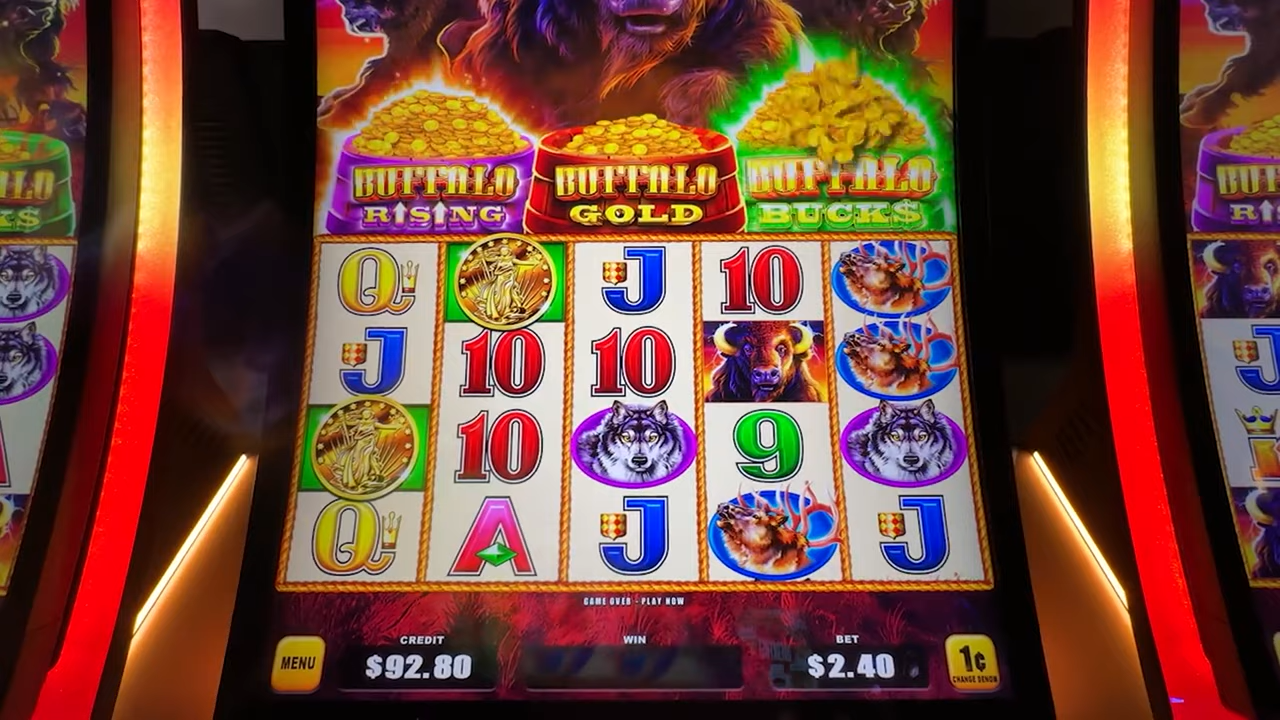 BUFFALO
RISING
BUFFALO
GOLD
BUFFALO
BUCK$
Q J 10
J 10 10
10 9
Q A J J
GAME OVER - PLAY NOW
CREDIT WIN BET
MENU $92.80 $2.40 1¢
CHANGE DENOM